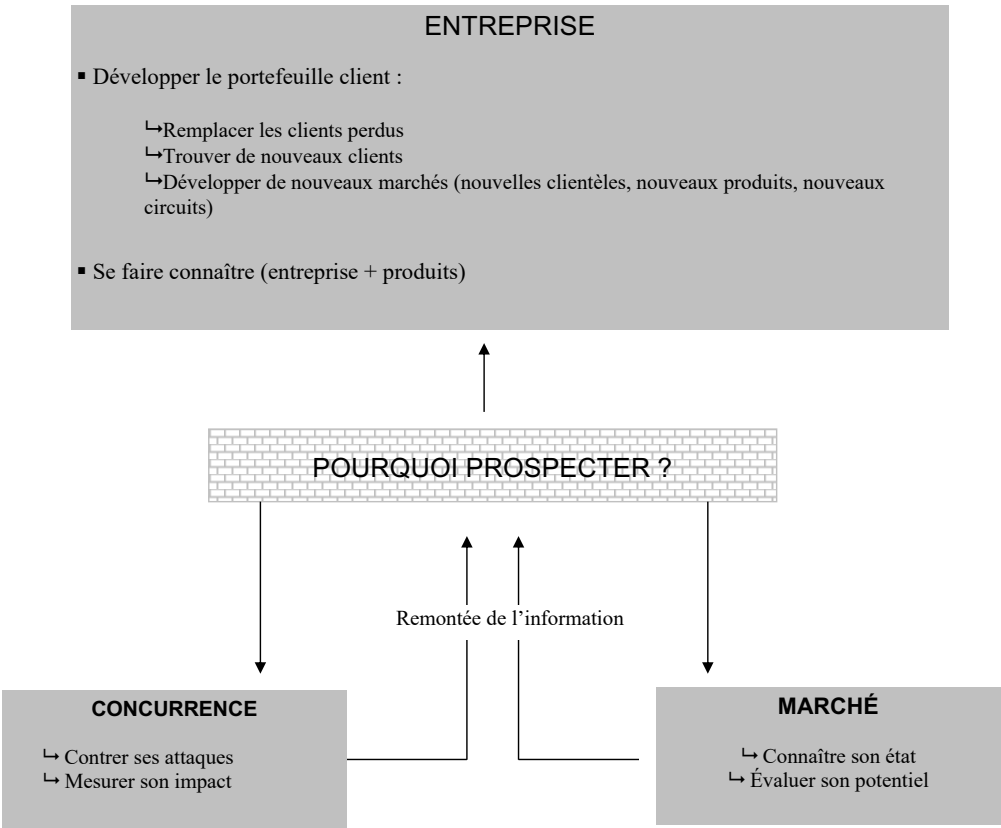 ENTREPRISE
▪ Développer le portefeuille client :
↳Remplacer les clients perdus
↳Trouver de nouveaux clients
↳Développer de nouveaux marchés (nouvelles clientèles, nouveaux produits, nouveaux
circuits)
▪ Se faire connaître (entreprise + produits)
POURQUOI PROSPECTER ?
Remontée de l’information
CONCURRENCE
↳ Contrer ses attaques
↳ Mesurer son impact
MARCHÉ
↳ Connaître son état
↳ Évaluer son potentiel